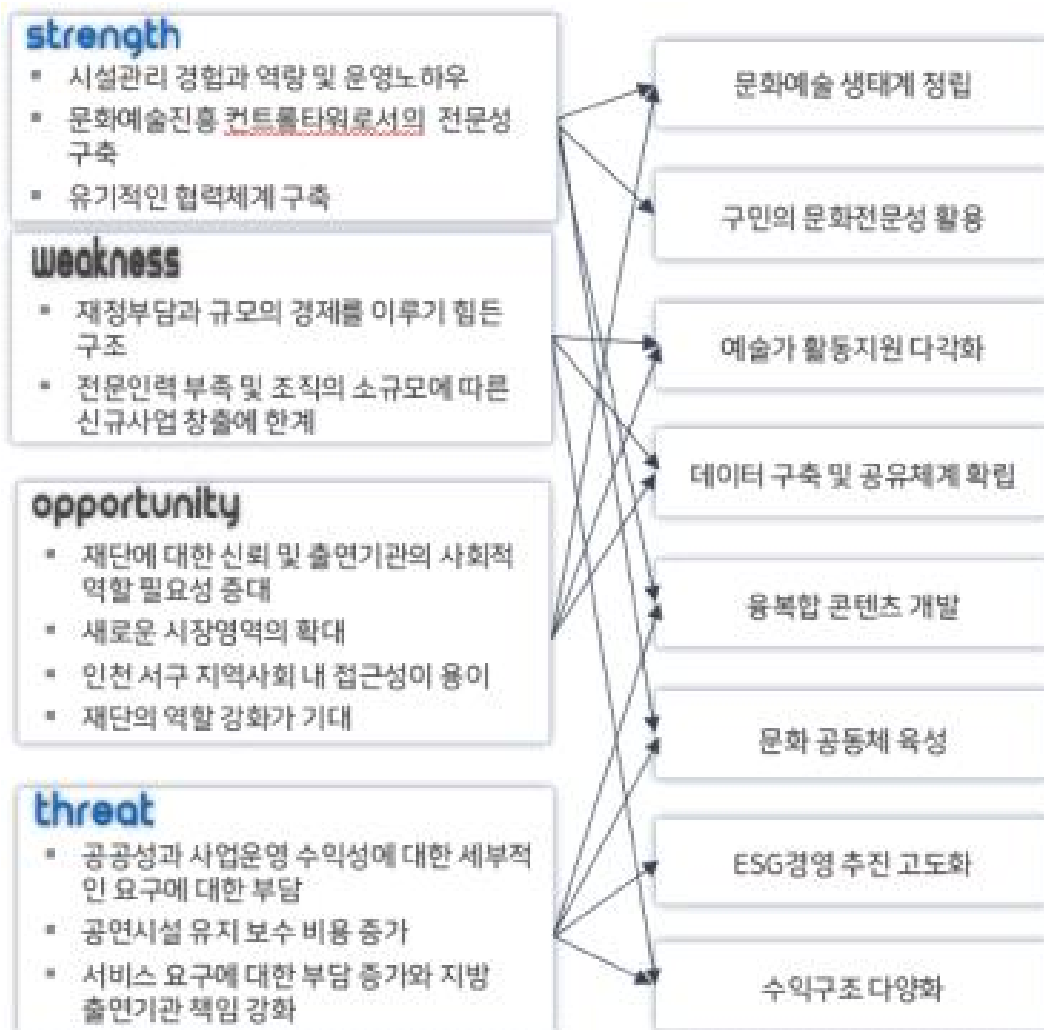 strength
▪ 시설관리 경험과 역량 및 운영노하우
▪ 문화예술진흥 컨트롤타워로서의 전문성
구축
▪ 유기적인 협력체계 구축
weakness
▪ 재정부담과 규모의 경제를 이루기 힘든
구조
▪ 전문인력 부족 및 조직의 소규모에 따른
신규사업 창출에 한계
opportunity
▪ 재단에 대한 신뢰 및 출연기관의 사회적
역할 필요성 증대
▪ 새로운 시장영역의 확대
▪ 인천 서구 지역사회 내 접근성이 용이
▪ 재단의 역할 강화가 기대
threat
▪ 공공성과 사업운영 수익성에 대한 세부적
인 요구에 대한 부담
▪ 공연시설 유지 보수 비용 증가
▪ 서비스 요구에 대한 부담 증가와 지방
출연기관 책임 강화
문화예술 생태계 정립
구민의 문화전문성 활용
예술가 활동지원 다각화
데이터 구축 및 공유체계 확립
융복합 콘텐츠 개발
문화 공동체 육성
ESG경영 추진 고도화
수익구조 다양화